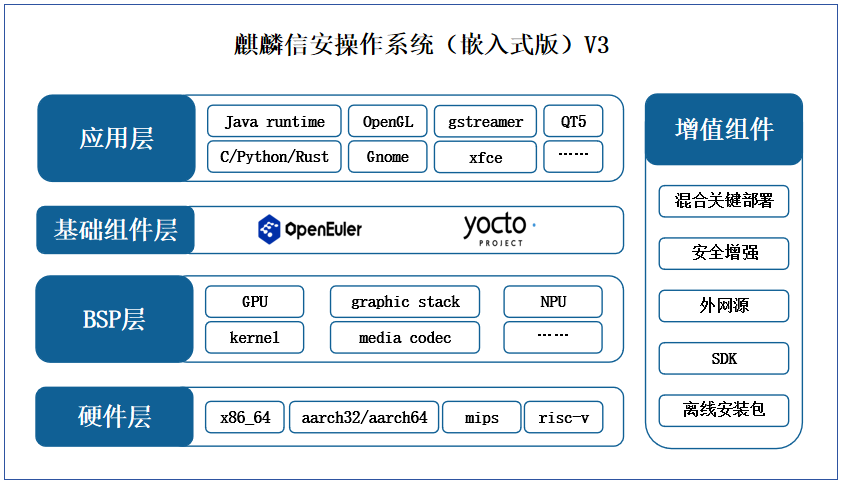 麒麟信安操作系统（嵌入式版）V3
应用层
Java runtime
OpenGL
gstreamer
QT5
C/Python/Rust
Gnome
xfce
……
基础组件层
OpenEuler
yocto
PROJECT
BSP层
GPU
graphic stack
NPU
kernel
media codec
……
硬件层
x86_64
aarch32/aarch64
mips
risc-v
增值组件
混合关键部署
安全增强
外网源
SDK
离线安装包